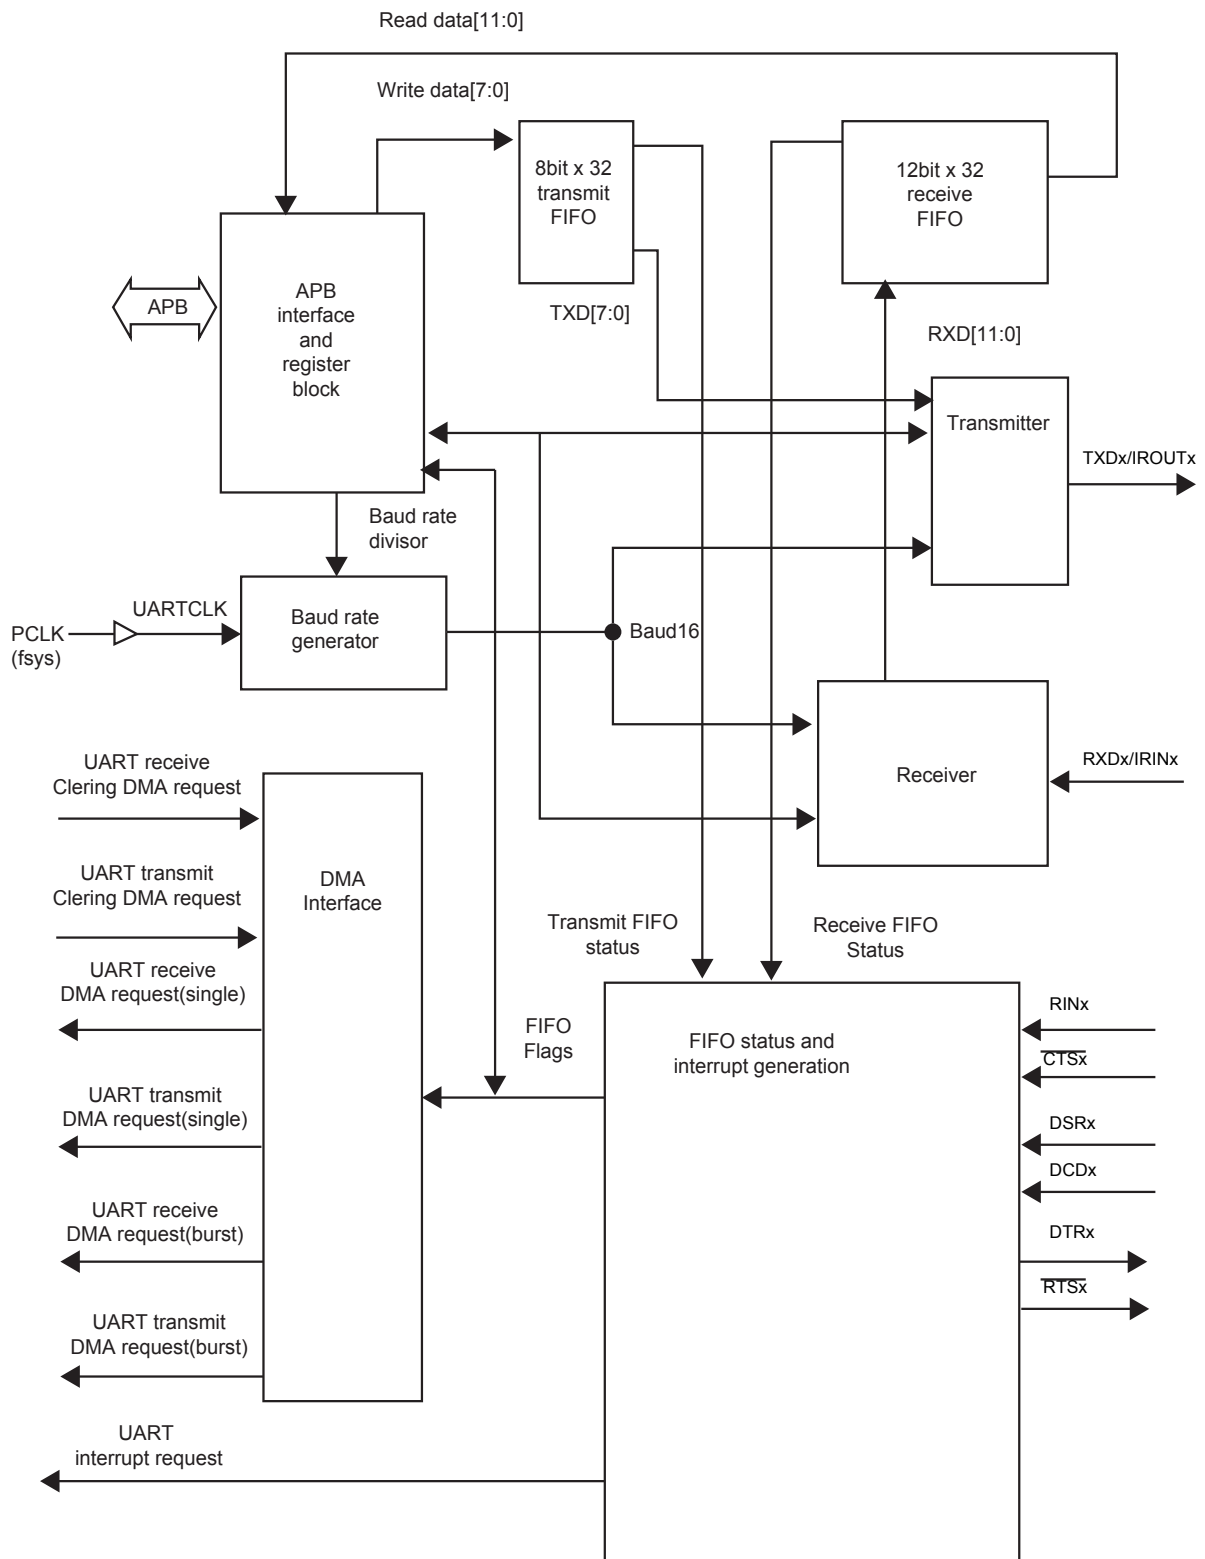 Read data[11:0]
Write data[7:0]
8bit x 32
transmit
FIFO
12bit x 32
receive
FIFO
APB
APB
interface
and
register
block
TXD[7:0]
RXD[11:0]
Transmitter
TXDx/IROUTx
Baud rate
divisor
UARTCLK
PCLK
(fsys)
Baud rate
generator
Baud16
Receiver
RXDx/IRINx
UART receive
Clering DMA request
UART transmit
Clering DMA request
DMA
Interface
UART receive
DMA request(single)
UART transmit
DMA request(single)
UART receive
DMA request(burst)
UART transmit
DMA request(burst)
UART
interrupt request
Transmit FIFO
status
Receive FIFO
Status
FIFO
Flags
FIFO status and
interrupt generation
RINx
C̅T̅S̅x̅
DSRx
DCDx
DTRx
R̅T̅S̅x̅